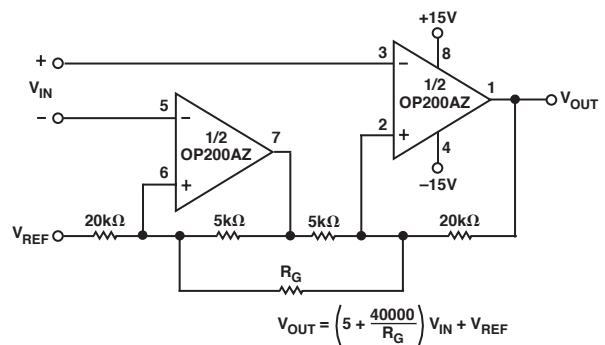 +15V
+
3
−
8
V_IN
1/2
OP200AZ
1
V_OUT
−
5
−
2
+
4
1/2
OP200AZ
7
−15V
6
+
V_REF
20kΩ
5kΩ
5kΩ
20kΩ
R_G
V_OUT = (5 + 40000/R_G) V_IN + V_REF